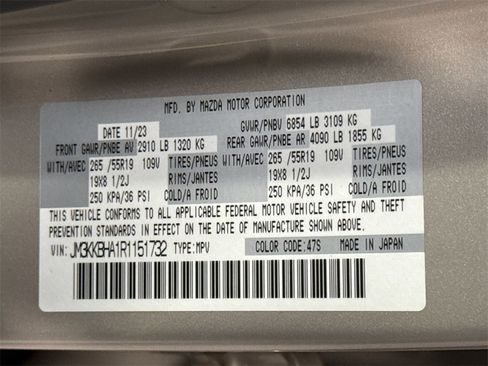 MFD. BY MAZDA MOTOR CORPORATION
DATE 11/23 GVWR/PNBV 6854 LB 3109 KG
FRONT GAWR/PNBE AV 2910 LB 1320 KG REAR GAWR/PNBE AR 4090 LB 1855 KG
WITH/AVEC 265 /55R19 109V TIRES/PNEUS WITH/AVEC 265 /55R19 109V TIRES/PNEUS
19X8 1/2J RIMS/JANTES 19X8 1/2J RIMS/JANTES
250 KPA/36 PSI COLD/A FROID 250 KPA/36 PSI COLD/A FROID
THIS VEHICLE CONFORMS TO ALL APPLICABLE FEDERAL MOTOR VEHICLE SAFETY AND THEFT
PREVENTION STANDARDS IN EFFECT ON THE DATE OF MANUFACTURE SHOWN ABOVE.
VIN: JM3KKBHA1R1151732 TYPE:MPV COLOR CODE:47S MADE IN JAPAN